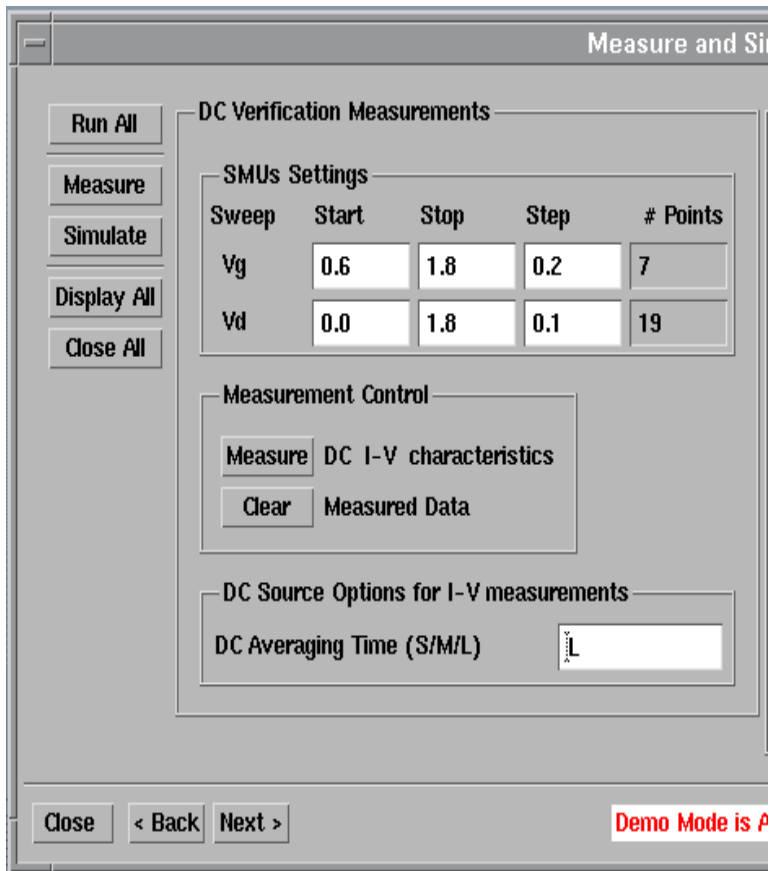 Measure and Si
Run All
Measure
Simulate
Display All
Close All
DC Verification Measurements
SMUs Settings
Sweep Start Stop Step # Points
Vg 0.6 1.8 0.2 7
Vd 0.0 1.8 0.1 19
Measurement Control
Measure DC I-V characteristics
Clear Measured Data
DC Source Options for I-V measurements
DC Averaging Time (S/M/L) L
Close < Back Next > Demo Mode is A